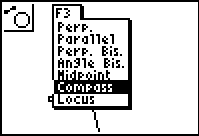 F3
Perp.
Parallel
Perp. Bis.
Angle Bis.
Midpoint
Compass
Locus